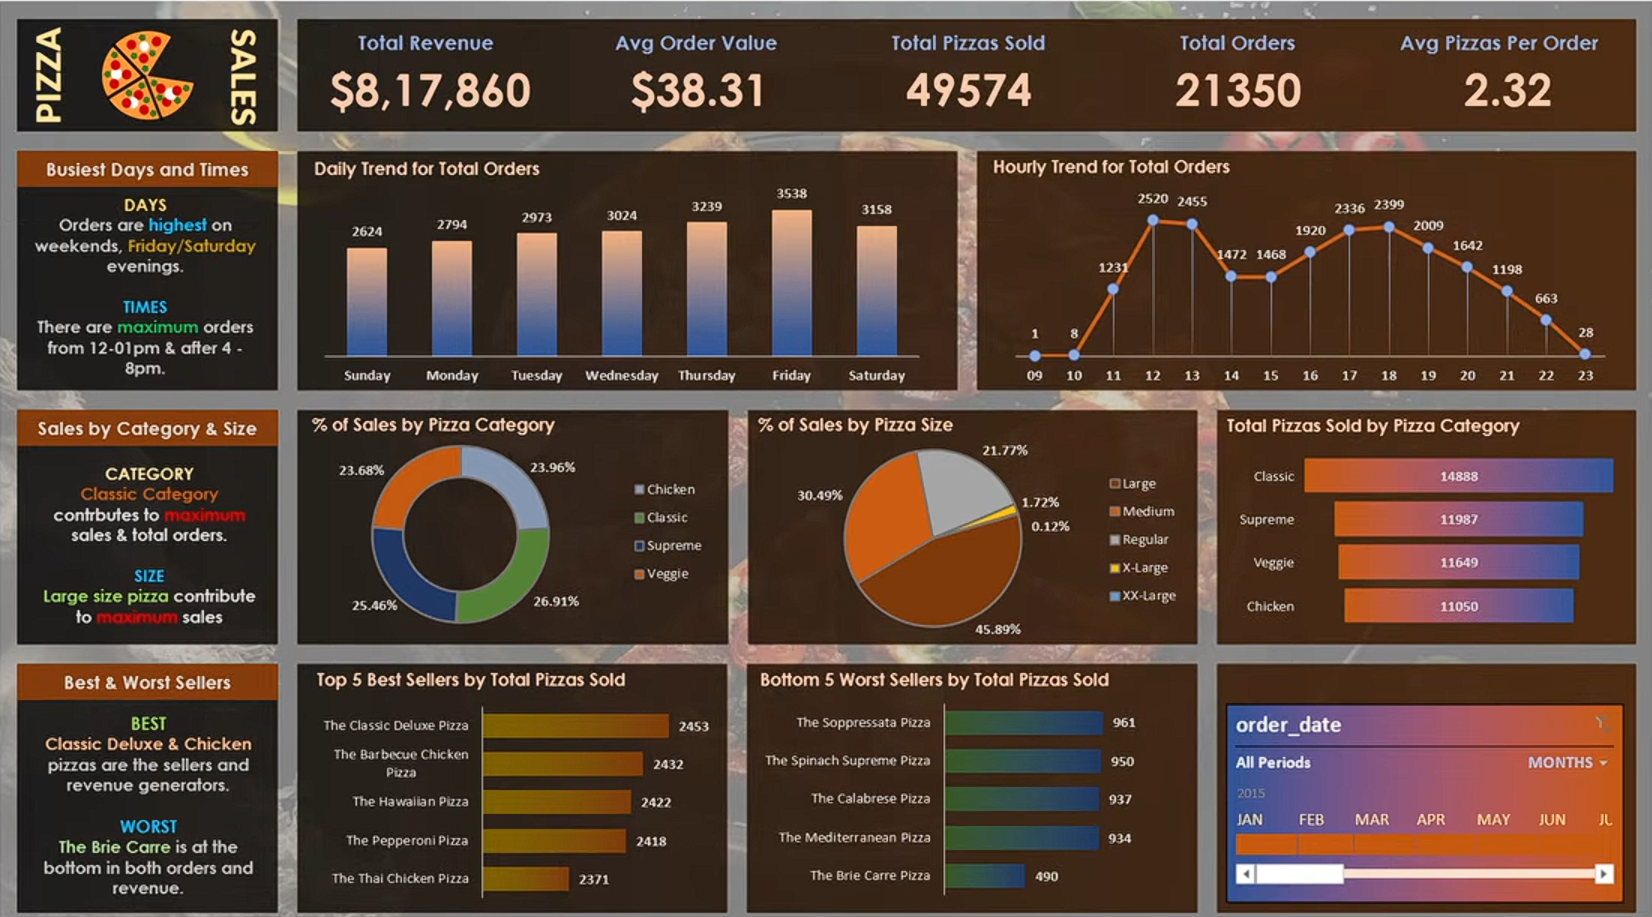 PIZZA
SALES
Total Revenue
$8,17,860
Avg Order Value
$38.31
Total Pizzas Sold
49574
Total Orders
21350
Avg Pizzas Per Order
2.32
Busiest Days and Times
DAYS
Orders are highest on
weekends, Friday/Saturday
evenings.
TIMES
There are maximum orders
from 12-01pm & after 4 -
8pm.
Daily Trend for Total Orders
2624
2794
2973
3024
3239
3538
3158
Sunday
Monday
Tuesday
Wednesday
Thursday
Friday
Saturday
Hourly Trend for Total Orders
1
8
1231
2520
2455
1472
1468
1920
2336
2399
2009
1642
1198
663
28
09
10
11
12
13
14
15
16
17
18
19
20
21
22
23
Sales by Category & Size
CATEGORY
Classic Category
contrbutes to maximum
sales & total orders.
SIZE
Large size pizza contribute
to maximum sales
% of Sales by Pizza Category
23.68%
23.96%
25.46%
26.91%
Chicken
Classic
Supreme
Veggie
% of Sales by Pizza Size
21.77%
30.49%
1.72%
0.12%
45.89%
Large
Medium
Regular
X-Large
XX-Large
Total Pizzas Sold by Pizza Category
Classic 14888
Supreme 11987
Veggie 11649
Chicken 11050
Best & Worst Sellers
BEST
Classic Deluxe & Chicken
pizzas are the sellers and
revenue generators.
WORST
The Brie Carre is at the
bottom in both orders and
revenue.
Top 5 Best Sellers by Total Pizzas Sold
The Classic Deluxe Pizza 2453
The Barbecue Chicken
Pizza 2432
The Hawaiian Pizza 2422
The Pepperoni Pizza 2418
The Thai Chicken Pizza 2371
Bottom 5 Worst Sellers by Total Pizzas Sold
The Soppressata Pizza 961
The Spinach Supreme Pizza 950
The Calabrese Pizza 937
The Mediterranean Pizza 934
The Brie Carre Pizza 490
order_date
All Periods MONTHS
2015
JAN FEB MAR APR MAY JUN JU